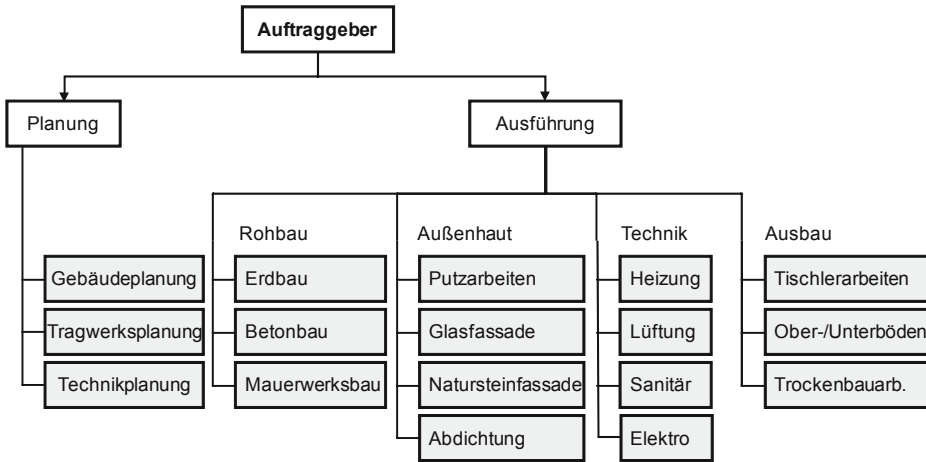 Auftraggeber
Planung
Ausführung
Rohbau
Außenhaut
Technik
Ausbau
Gebäudeplanung
Erdbau
Putzarbeiten
Heizung
Tischlerarbeiten
Tragwerksplanung
Betonbau
Glasfassade
Lüftung
Ober-/Unterböden
Technikplanung
Mauerwerksbau
Natursteinfassade
Sanitär
Trockenbauarb.
Abdichtung
Elektro